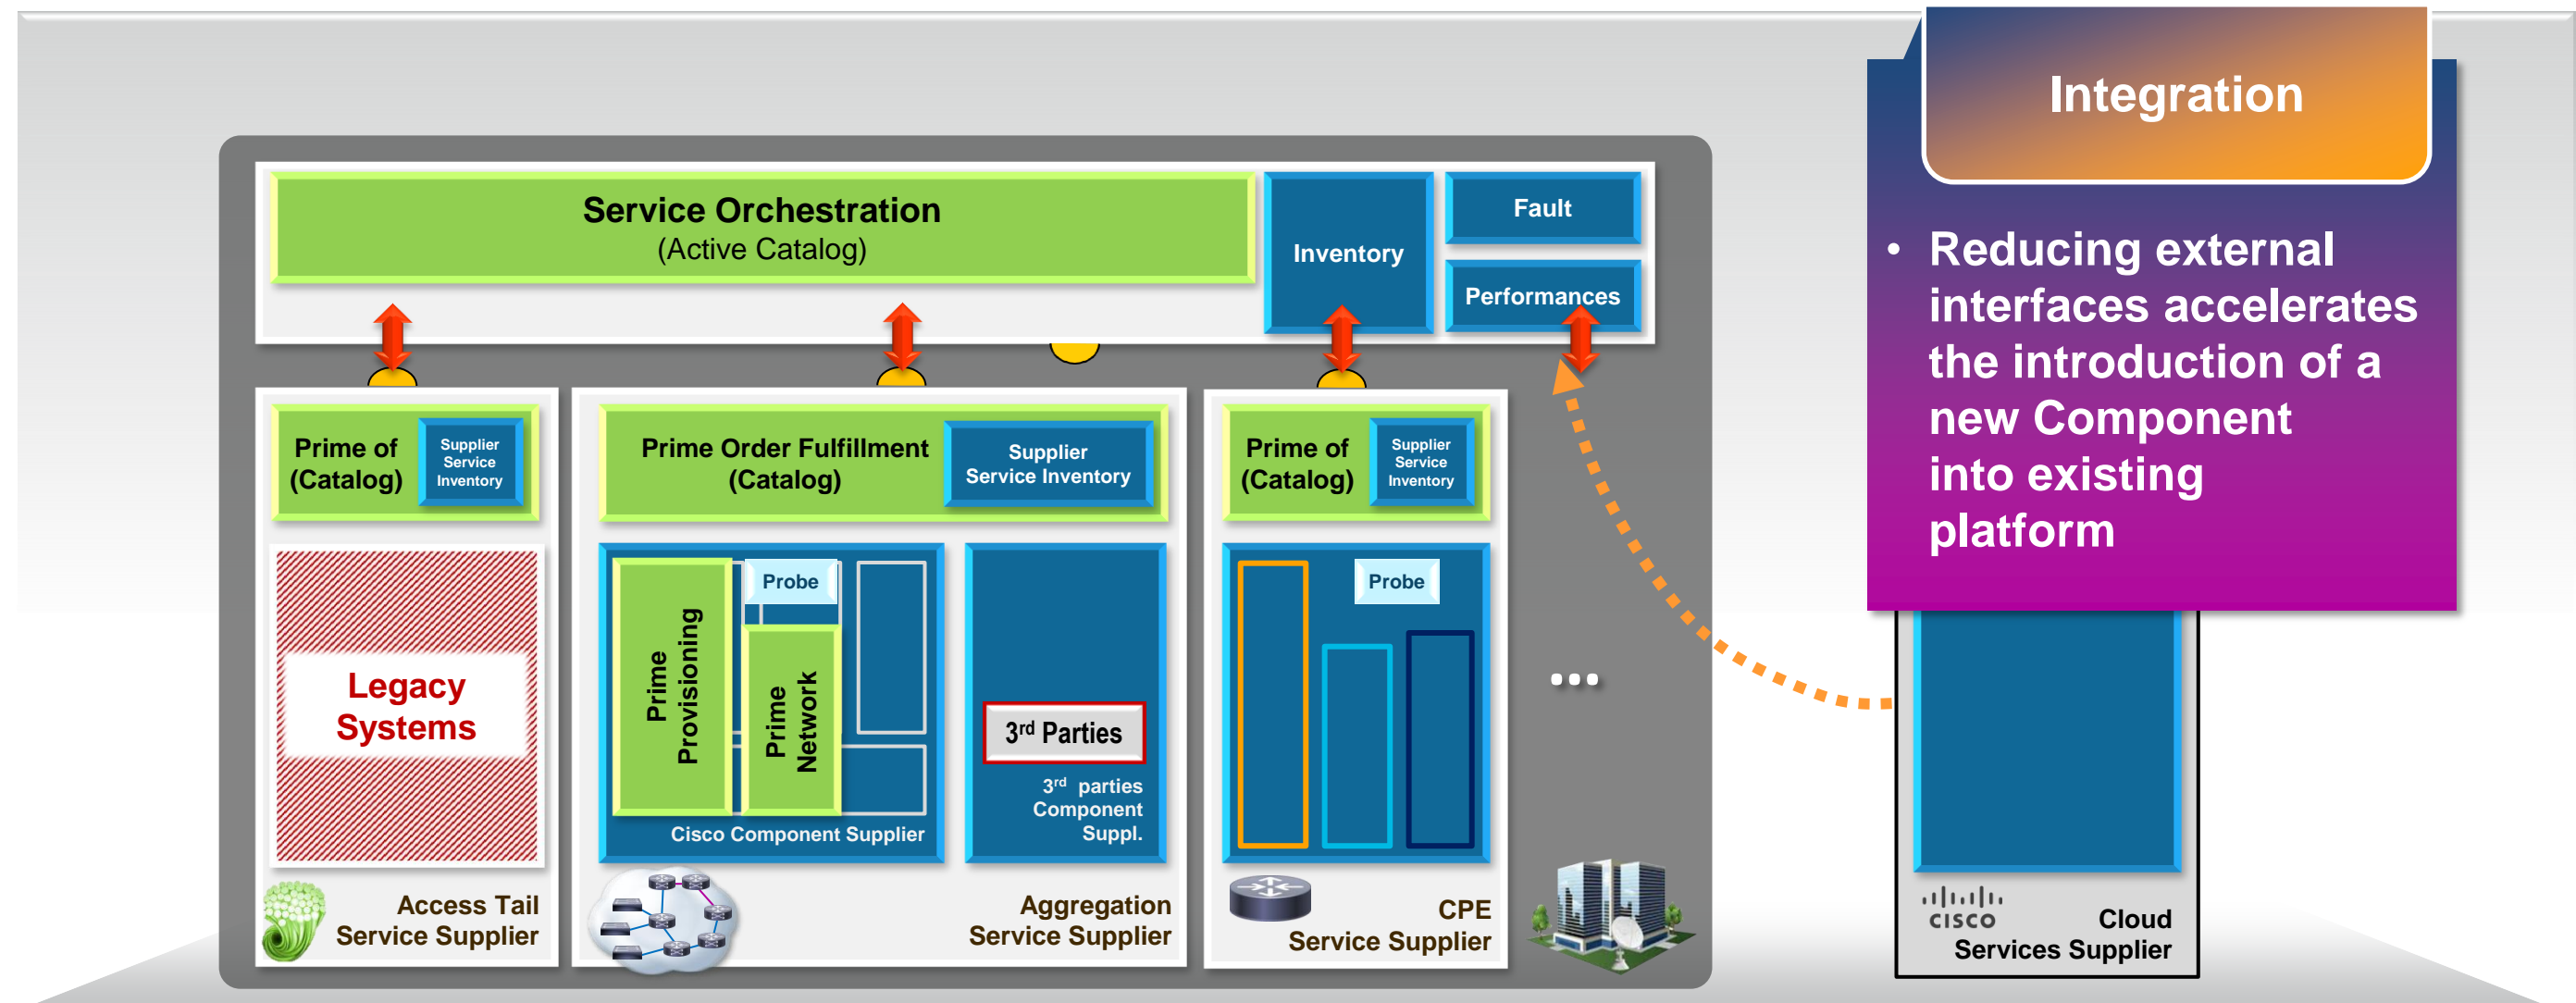 Integration
• Reducing external
interfaces accelerates
the introduction of a
new Component
into existing
platform
Service Orchestration
(Active Catalog)
Inventory
Fault
Performances
Prime of
(Catalog)
Supplier
Service
Inventory
Prime Order Fulfillment
(Catalog)
Supplier
Service Inventory
Prime of
(Catalog)
Supplier
Service
Inventory
Legacy
Systems
Prime
Provisioning
Probe
Prime
Network
Cisco Component Supplier
3rd Parties
3rd parties
Component
Suppl.
Probe
...
Access Tail
Service Supplier
Aggregation
Service Supplier
CPE
Service Supplier
CISCO
Cloud
Services Supplier